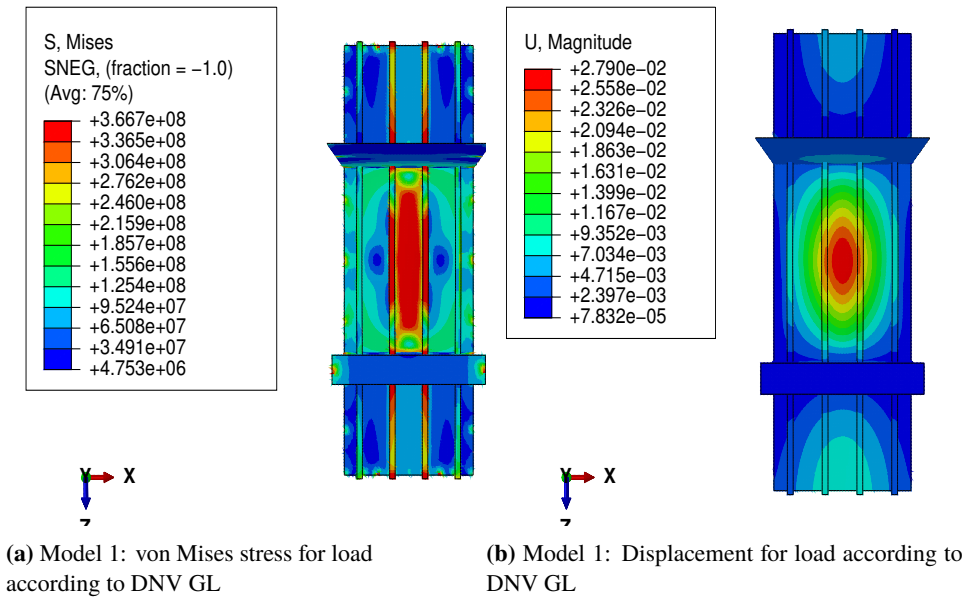 S, Mises
SNEG, (fraction = −1.0)
(Avg: 75%)
+3.667e+08
+3.365e+08
+3.064e+08
+2.762e+08
+2.460e+08
+2.159e+08
+1.857e+08
+1.556e+08
+1.254e+08
+9.524e+07
+6.508e+07
+3.491e+07
+4.753e+06
Y X
Z
U, Magnitude
+2.790e−02
+2.558e−02
+2.326e−02
+2.094e−02
+1.863e−02
+1.631e−02
+1.399e−02
+1.167e−02
+9.352e−03
+7.034e−03
+4.715e−03
+2.397e−03
+7.832e−05
Y X
Z
(a) Model 1: von Mises stress for load
according to DNV GL
(b) Model 1: Displacement for load according to
DNV GL